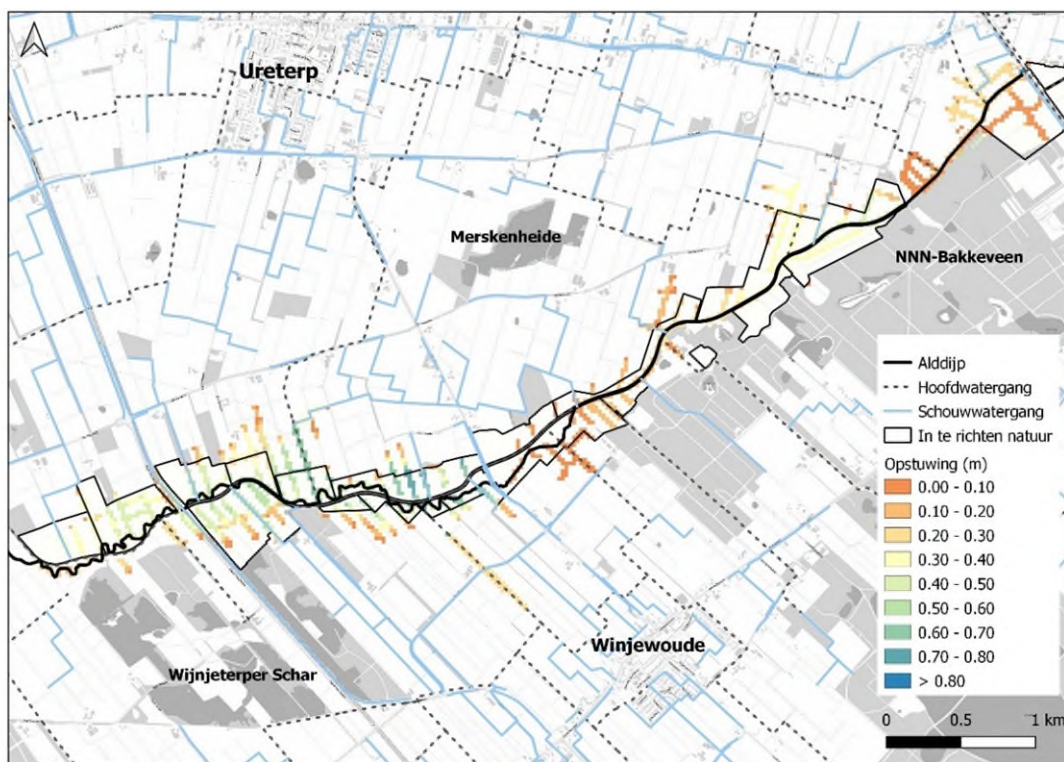 Ureterp
Merskenheide
NNN-Bakkeveen
Winjewoude
Wijnjeterper Schar
Alddijp
Hoofdwatergang
Schouwwatergang
In te richten natuur
Opstuwing (m)
0.00 - 0.10
0.10 - 0.20
0.20 - 0.30
0.30 - 0.40
0.40 - 0.50
0.50 - 0.60
0.60 - 0.70
0.70 - 0.80
> 0.80
0 0.5 1 km